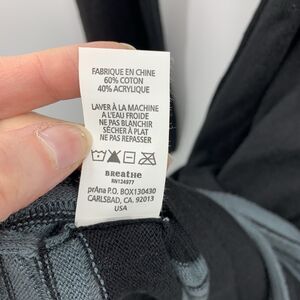 FABRIQUE EN CHINE
60% COTON
40% ACRYLIQUE
LAVER À LA MACHINE
A L'EAU FROIDE
NE PAS BLANCHIR
SÉCHER À PLAT
NE PAS REPASSER
BREATHE
RN124977
prAna P.O. BOX130430
CARLSBAD, CA. 92013
USA